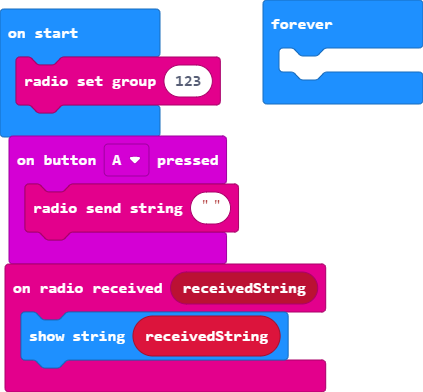 on start
radio set group 123
forever
on button A pressed
radio send string " "
on radio received receivedString
show string receivedString